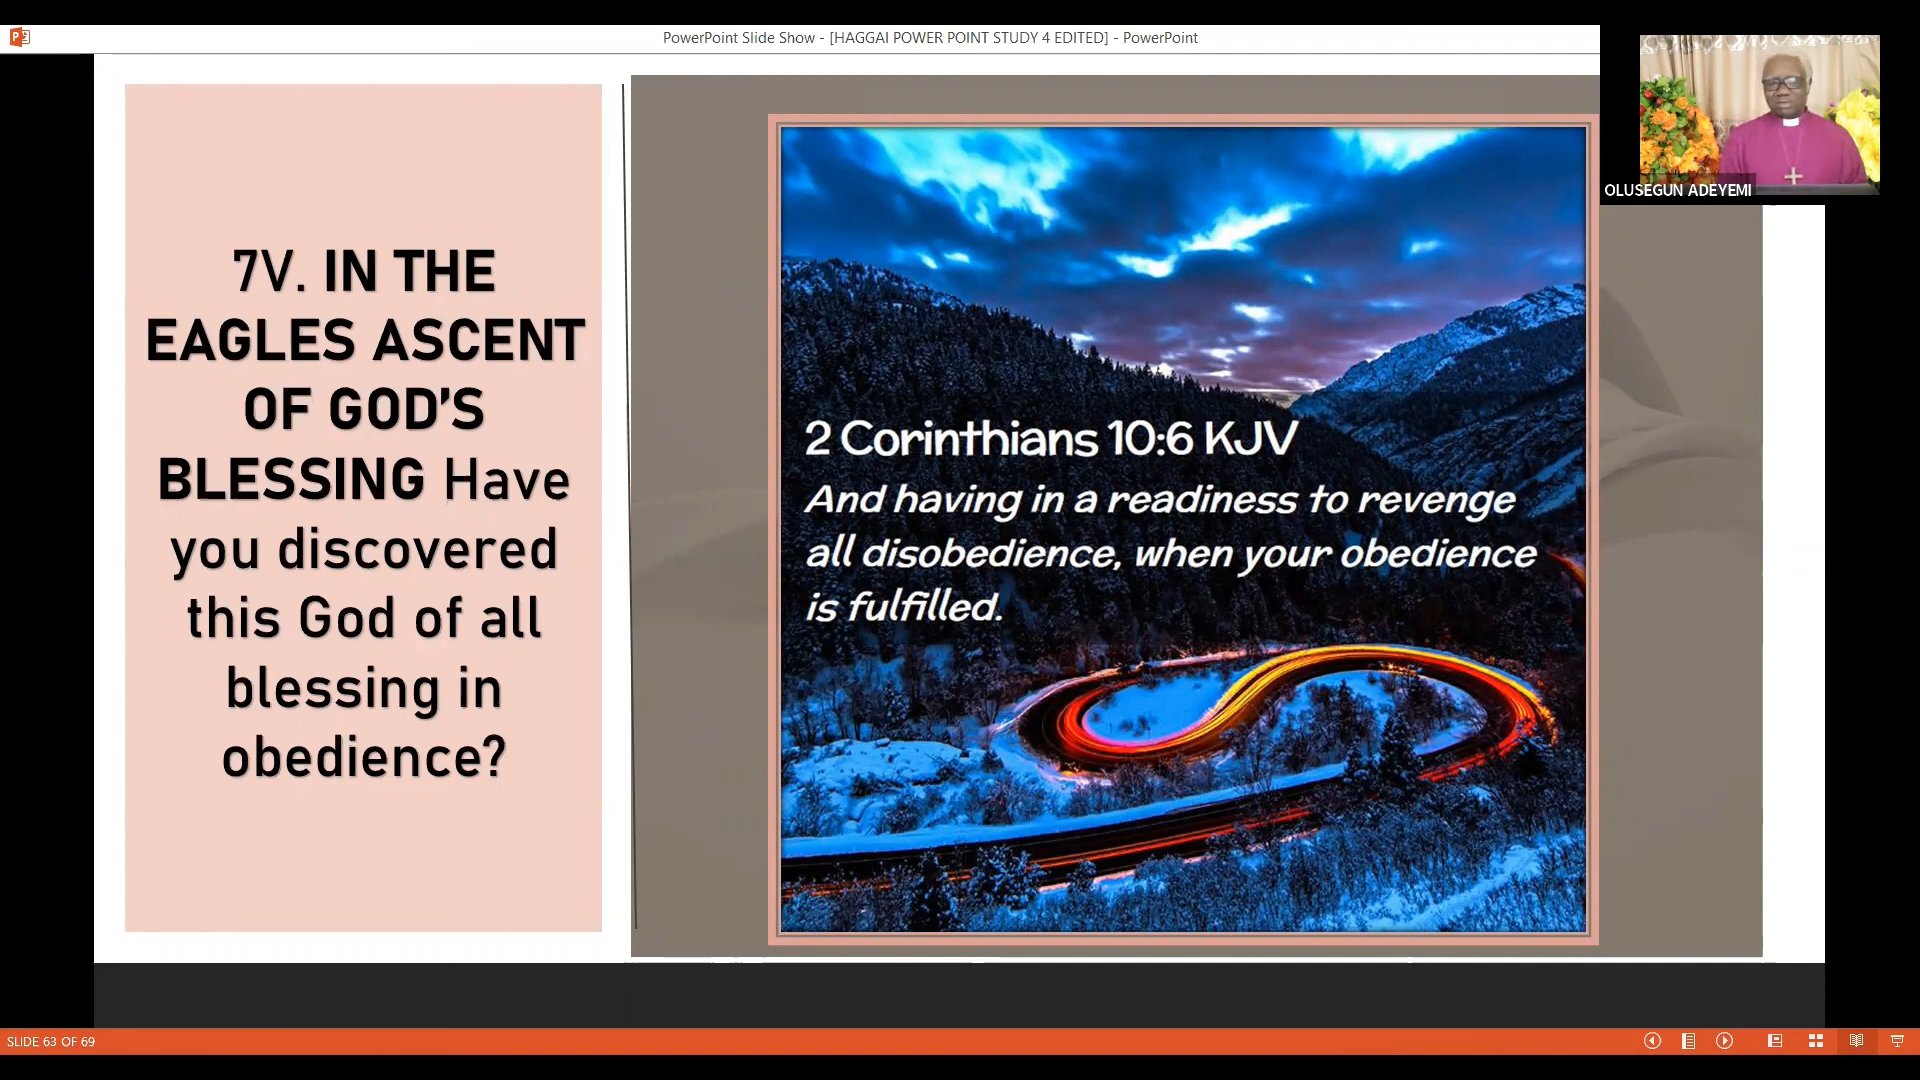 PowerPoint Slide Show - [HAGGAI POWER POINT STUDY 4 EDITED] - PowerPoint
OLUSEGUN ADEYEMI
7V. IN THE
EAGLES ASCENT
OF GOD'S
BLESSING Have
you discovered
this God of all
blessing in
obedience?
2 Corinthians 10:6 KJV
And having in a readiness to revenge
all disobedience, when your obedience
is fulfilled.
SLIDE 63 OF 69